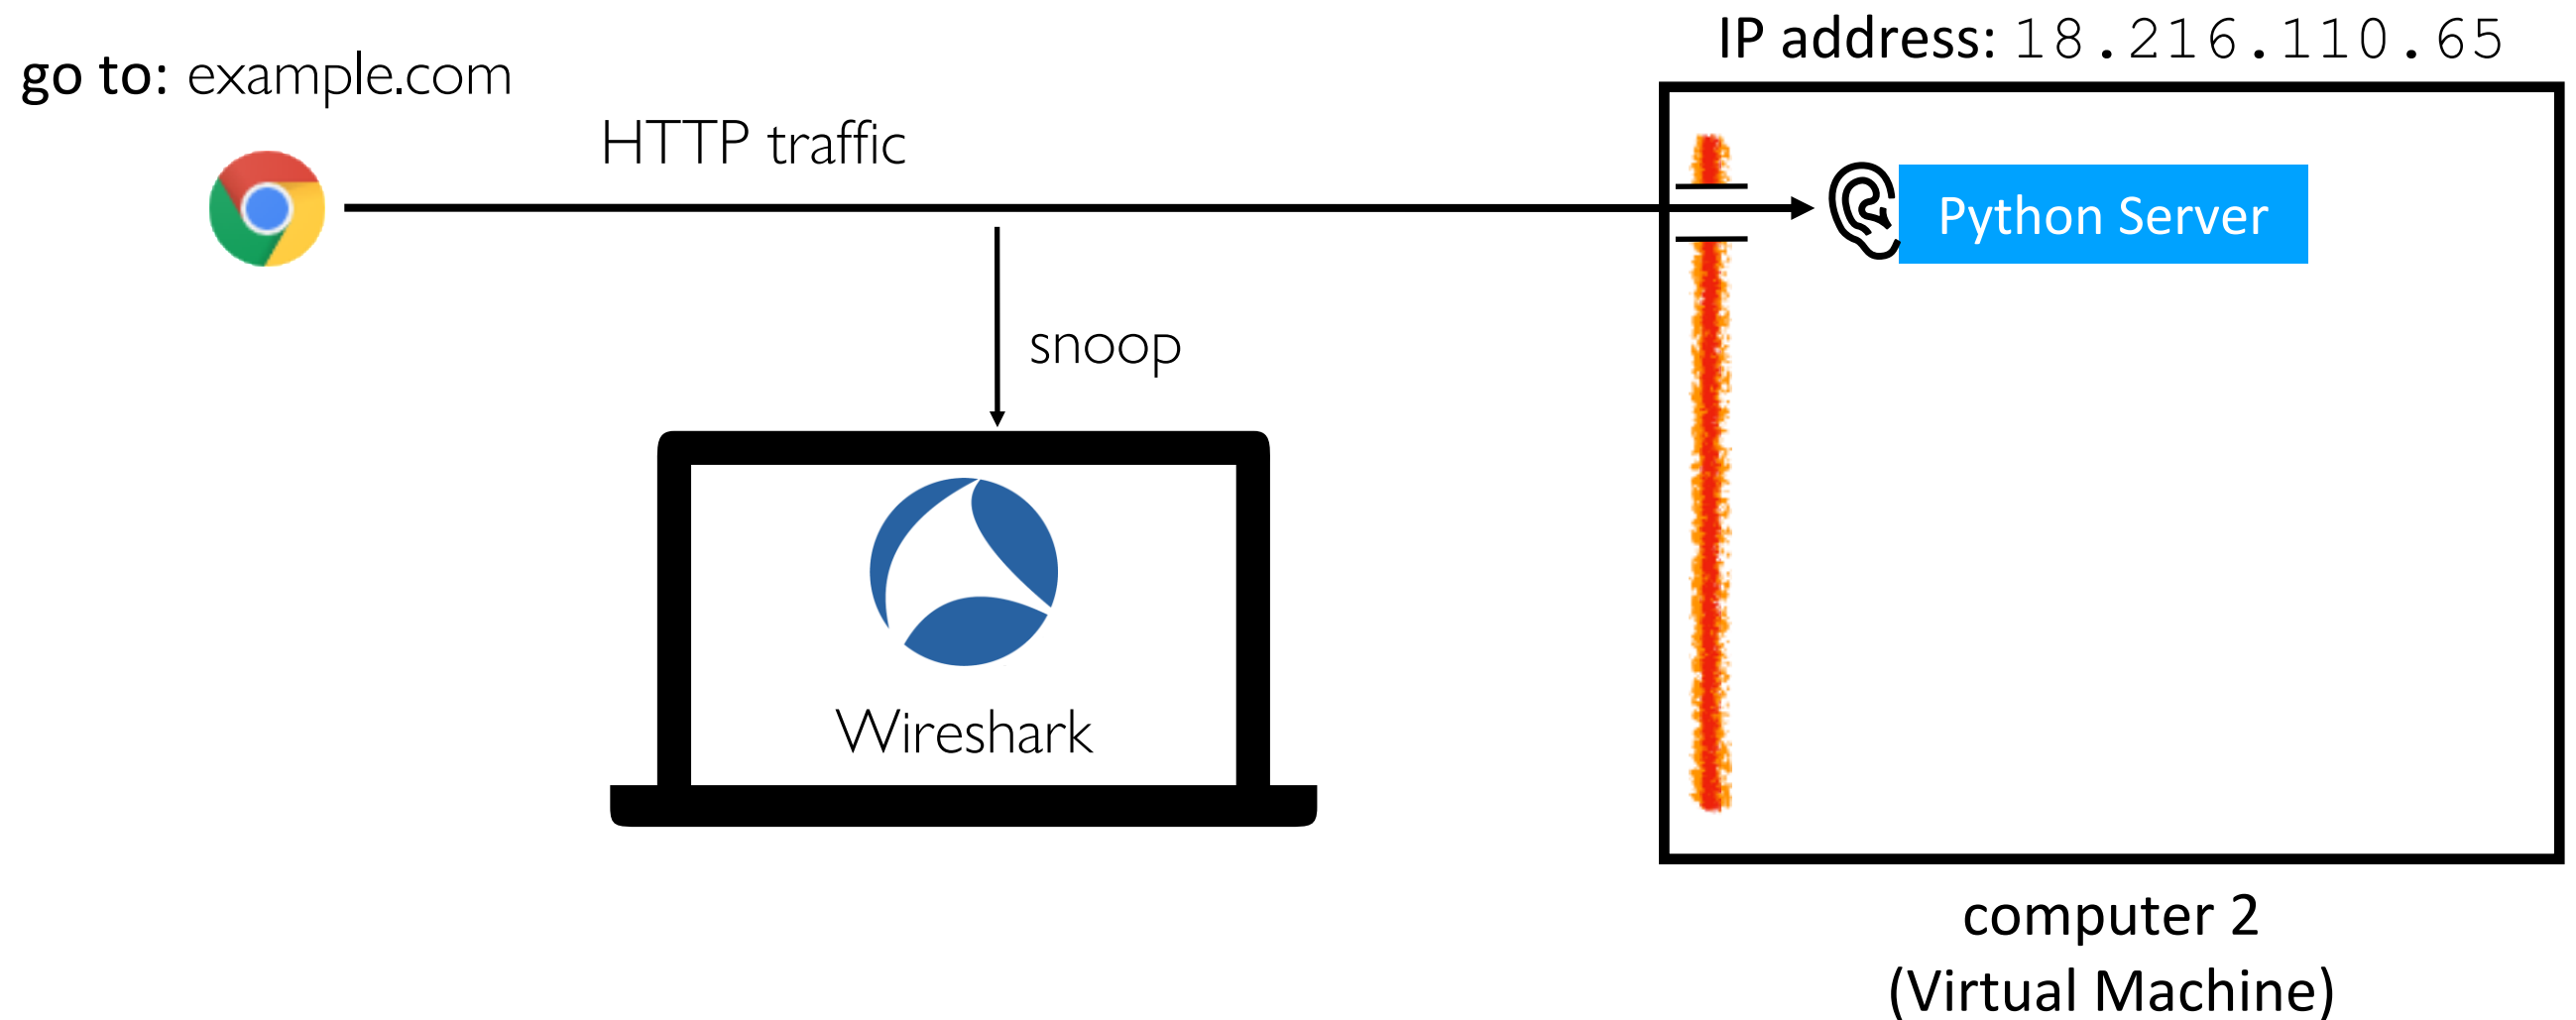 IP address: 18.216.110.65
go to: example.com
HTTP traffic
Python Server
snoop
Wireshark
computer 2
(Virtual Machine)